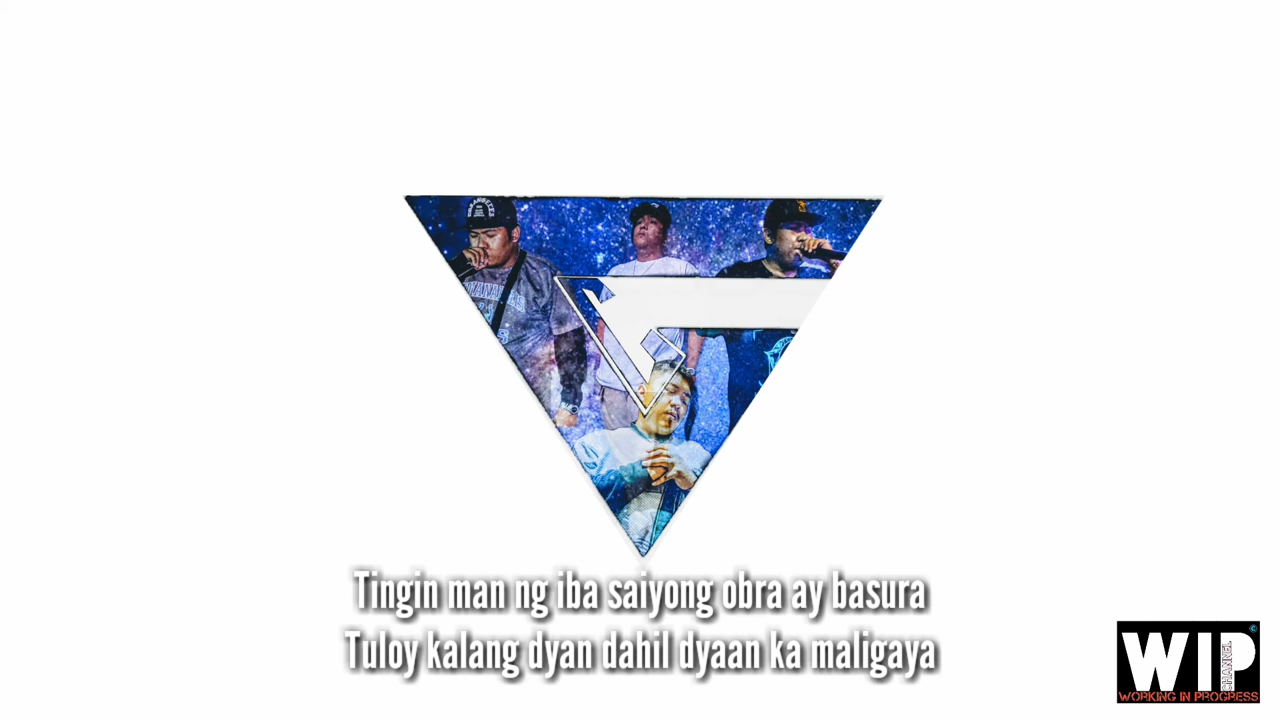 Tingin man ng iba saiyong obra ay basura
Tuloy kalang dyan dahil dyaan ka maligaya
WIP
CHANNEL
©
WORKING IN PROGRESS